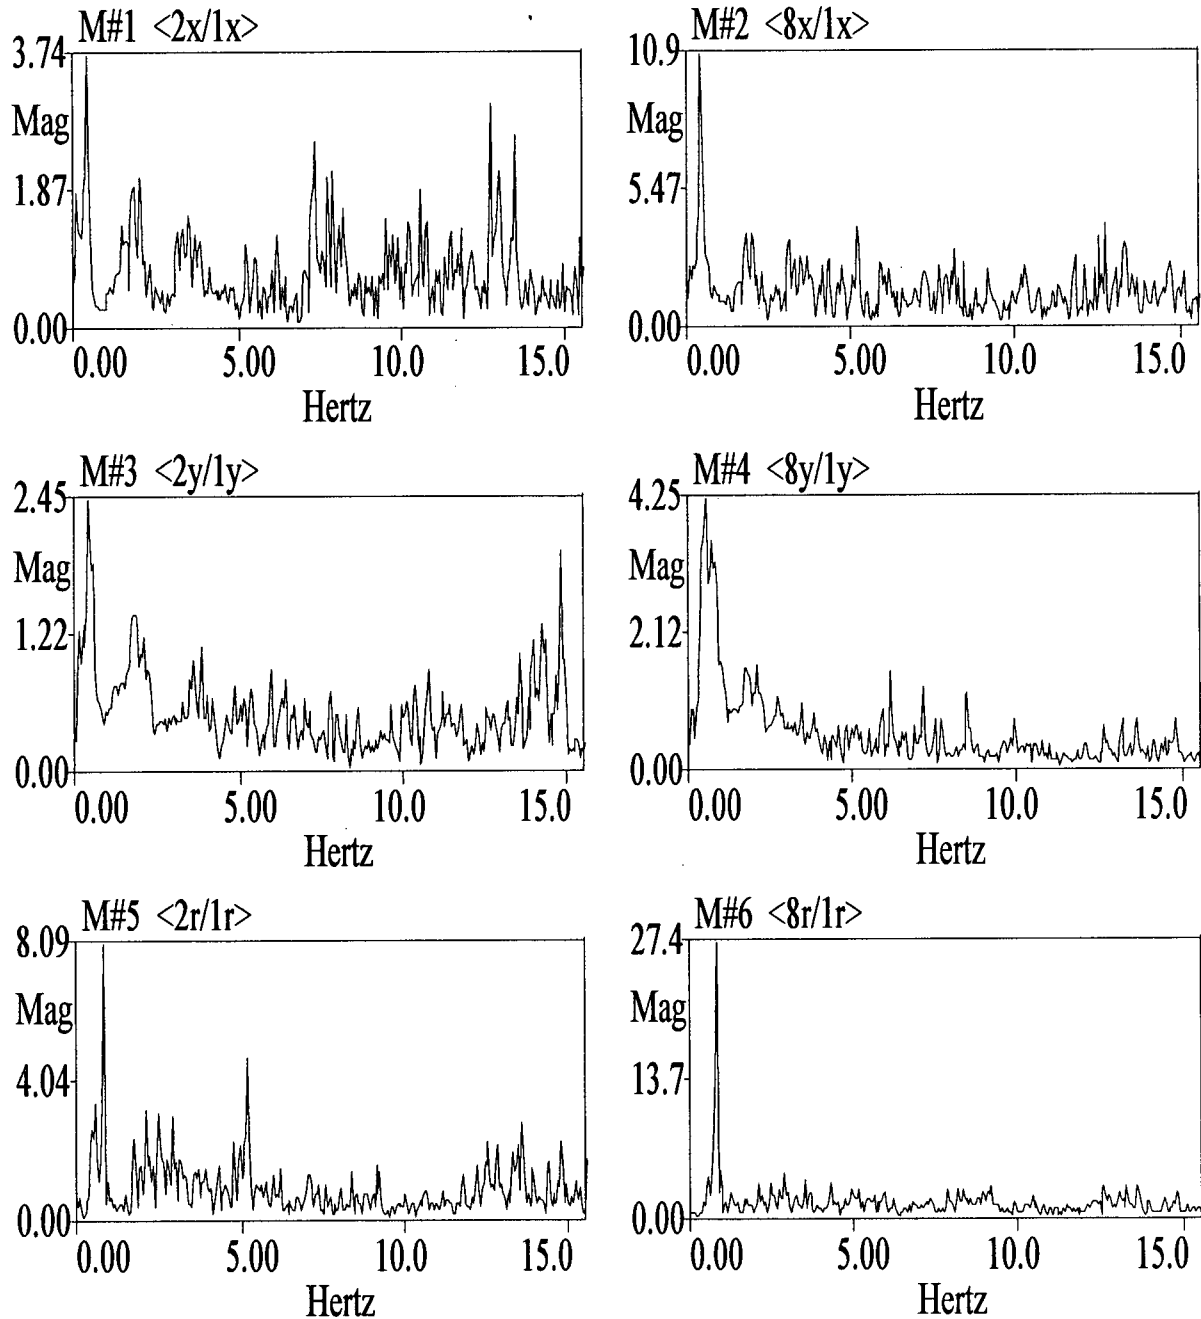 M#1 <2x/1x>
3.74
Mag
1.87
0.00
0.00 5.00 10.0 15.0
Hertz
M#2 <8x/1x>
10.9
Mag
5.47
0.00
0.00 5.00 10.0 15.0
Hertz
M#3 <2y/1y>
2.45
Mag
1.22
0.00
0.00 5.00 10.0 15.0
Hertz
M#4 <8y/1y>
4.25
Mag
2.12
0.00
0.00 5.00 10.0 15.0
Hertz
M#5 <2r/1r>
8.09
Mag
4.04
0.00
0.00 5.00 10.0 15.0
Hertz
M#6 <8r/1r>
27.4
Mag
13.7
0.00
0.00 5.00 10.0 15.0
Hertz